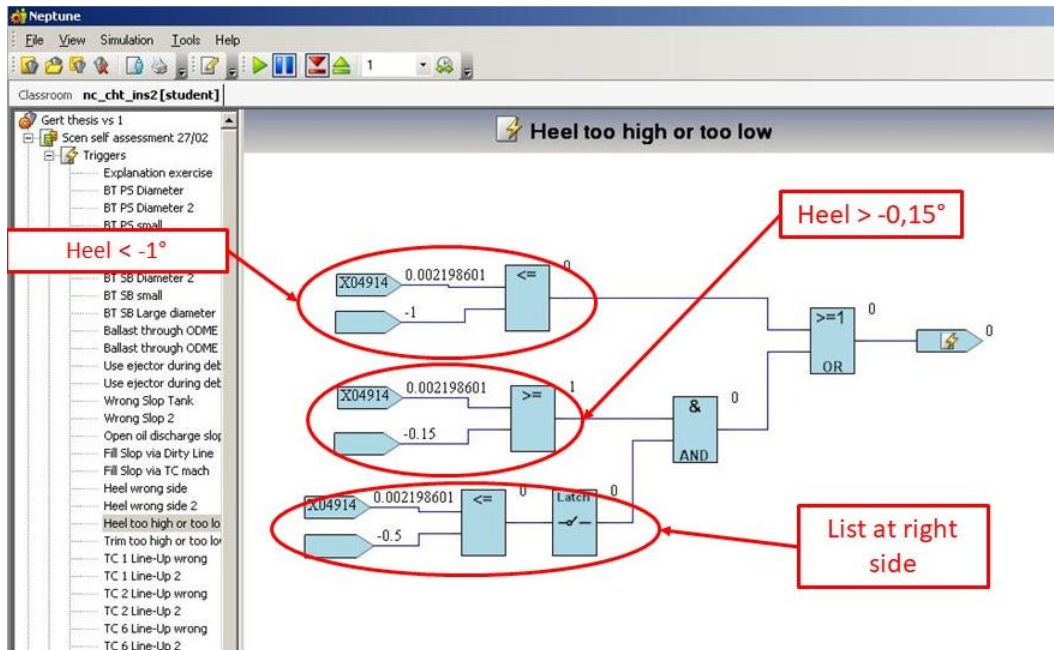 Neptune
File View Simulation Tools Help
1
Classroom nc_cht_ins2 [student]
Gert thesis vs 1
Scen self assessment 27/02
Triggers
Explanation exercise
BT PS Diameter
BT PS Diameter 2
BT PS small
BT SB Diameter 2
BT SB small
BT SB Large diameter
Ballast through ODME
Ballast through ODME
Use ejector during det
Use ejector during det
Wrong Slop Tank
Wrong Slop 2
Open oil discharge slop
Fill Slop via Dirty Line
Fill Slop via TC mach
Heel wrong side
Heel wrong side 2
Heel too high or too lo
Trim too high or too lo
TC 1 Line-Up wrong
TC 1 Line-Up 2
TC 2 Line-Up wrong
TC 2 Line-Up 2
TC 6 Line-Up wrong
TC 6 Line-Up 2
Heel too high or too low
Heel < -1°
Heel > -0,15°
X04914 0.002198601 <= 0
-1
>=1 0
OR
0
X04914 0.002198601 >= 1
-0.15
& 0
AND
X04914 0.002198601 <= 0 Latch 0
-0.5
List at right
side